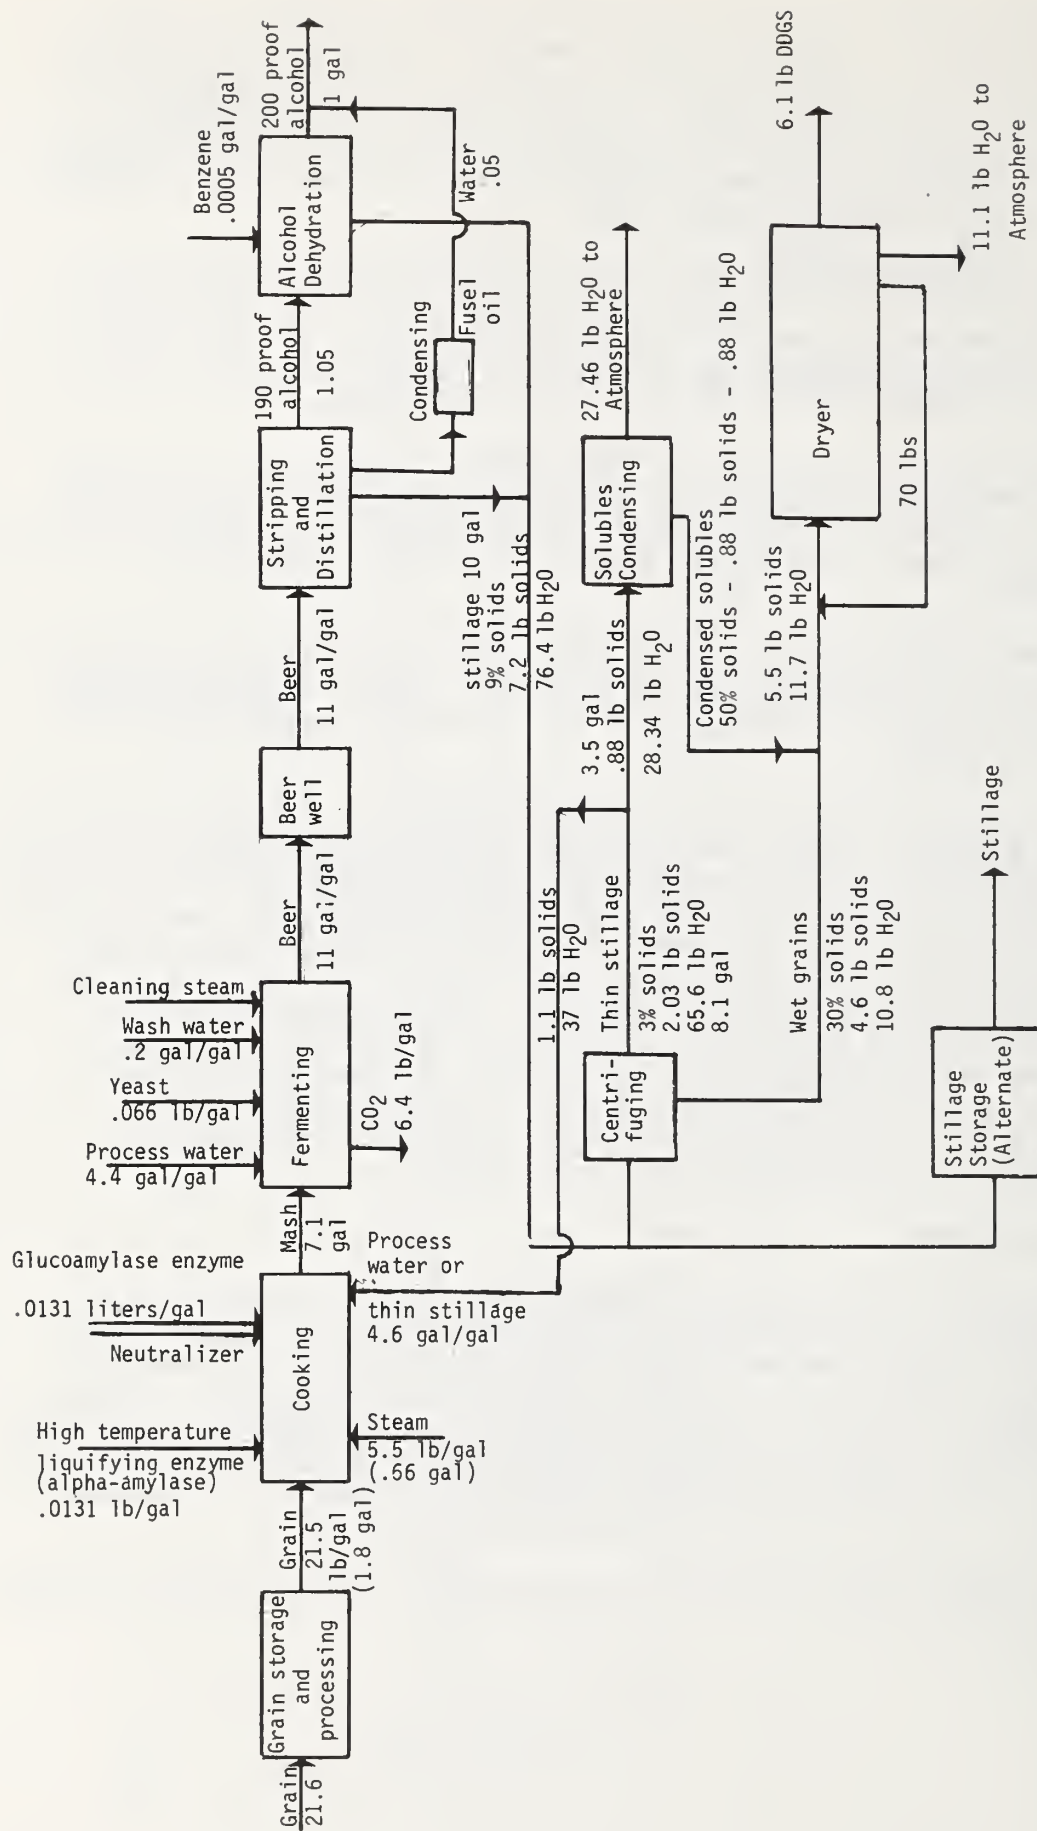 Grain
21.6
Grain storage
and
processing
Grain
21.5
lb/gal
(1.8 gal)
High temperature
liquifying enzyme
(alpha-amylase)
.0131 lb/gal
Glucoamylase enzyme
.0131 liters/gal
Neutralizer
Cooking
Steam
5.5 lb/gal
(.66 gal)
Process
water or
thin stillage
4.6 gal/gal
Mash
7.1
gal
Process water
4.4 gal/gal
Yeast
.066 lb/gal
Wash water
.2 gal/gal
Cleaning steam
Fermenting
CO2
6.4 lb/gal
Beer
11 gal/gal
Beer
well
Beer
11 gal/gal
Stripping
and
Distillation
190 proof
alcohol
1.05
Benzene
.0005 gal/gal
Alcohol
Dehydration
200 proof
alcohol
1 gal
Condensing
Fusel
oil
Water
.05
stillage 10 gal
9% solids
7.2 lb solids
76.4 lb H2O
1.1 lb solids
37 lb H2O
Centri-
fuging
Thin stillage
3% solids
2.03 lb solids
65.6 lb H2O
8.1 gal
3.5 gal
.88 lb solids
28.34 lb H2O
Solubles
Condensing
27.46 lb H2O to
Atmosphere
Condensed solubles
50% solids - .88 lb solids - .88 lb H2O
Wet grains
30% solids
4.6 lb solids
10.8 lb H2O
5.5 lb solids
11.7 lb H2O
Dryer
70 lbs
6.1 lb DDGS
11.1 lb H2O to
Atmosphere
Stillage
Storage
(Alternate)
Stillage